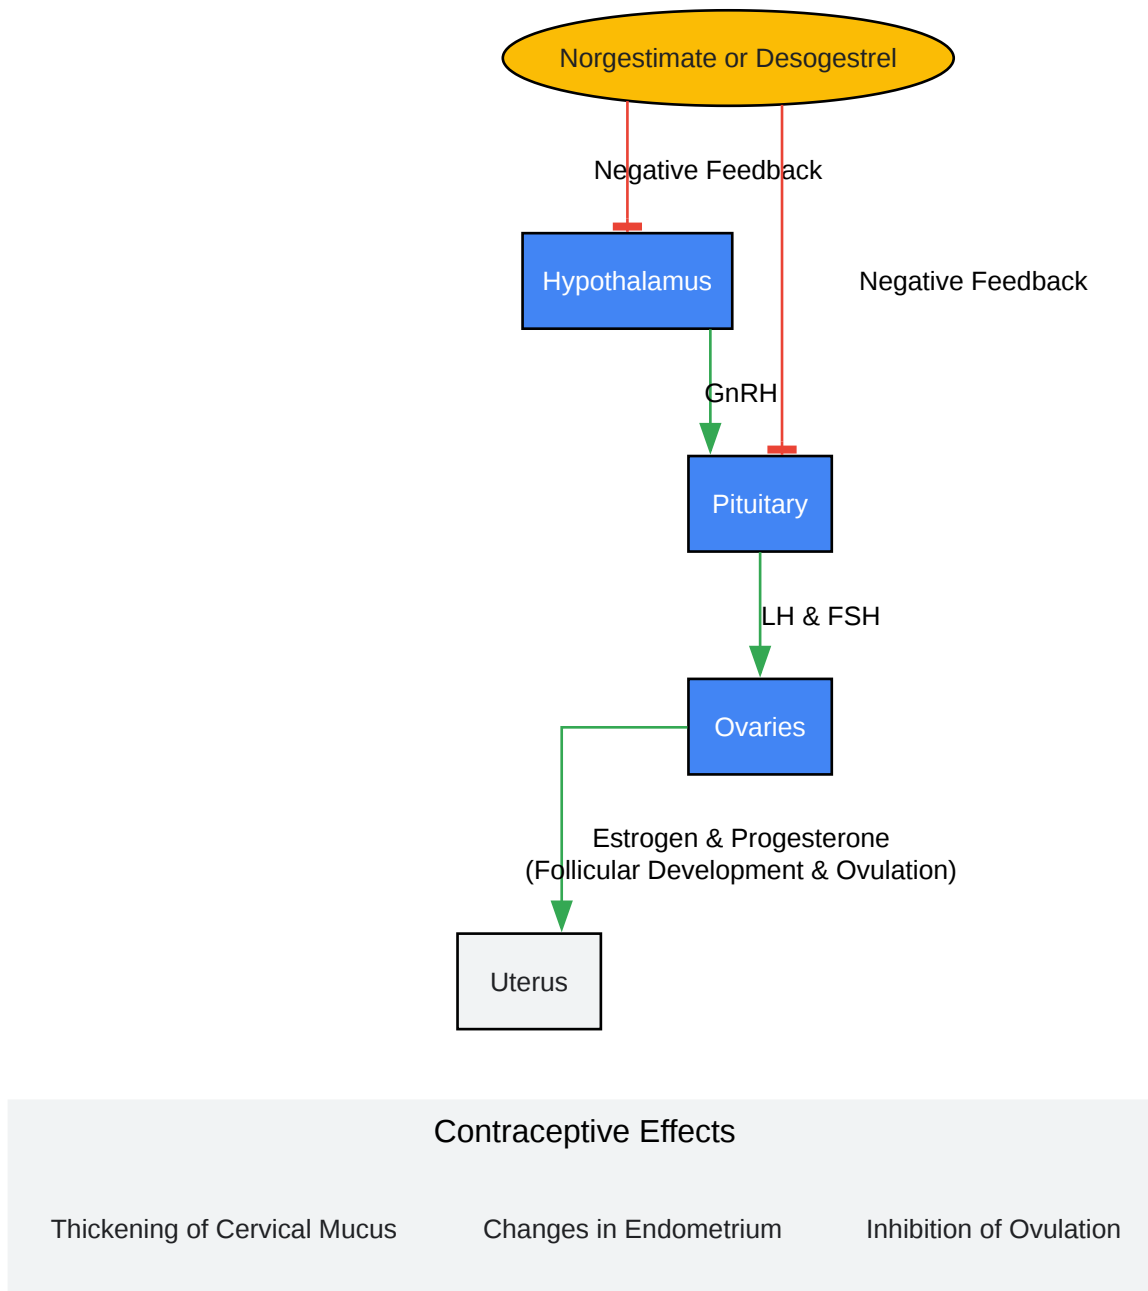 Norgestimate or Desogestrel
Negative Feedback
Hypothalamus
Negative Feedback
GnRH
Pituitary
LH & FSH
Ovaries
Estrogen & Progesterone
(Follicular Development & Ovulation)
Uterus
Contraceptive Effects
Thickening of Cervical Mucus
Changes in Endometrium
Inhibition of Ovulation